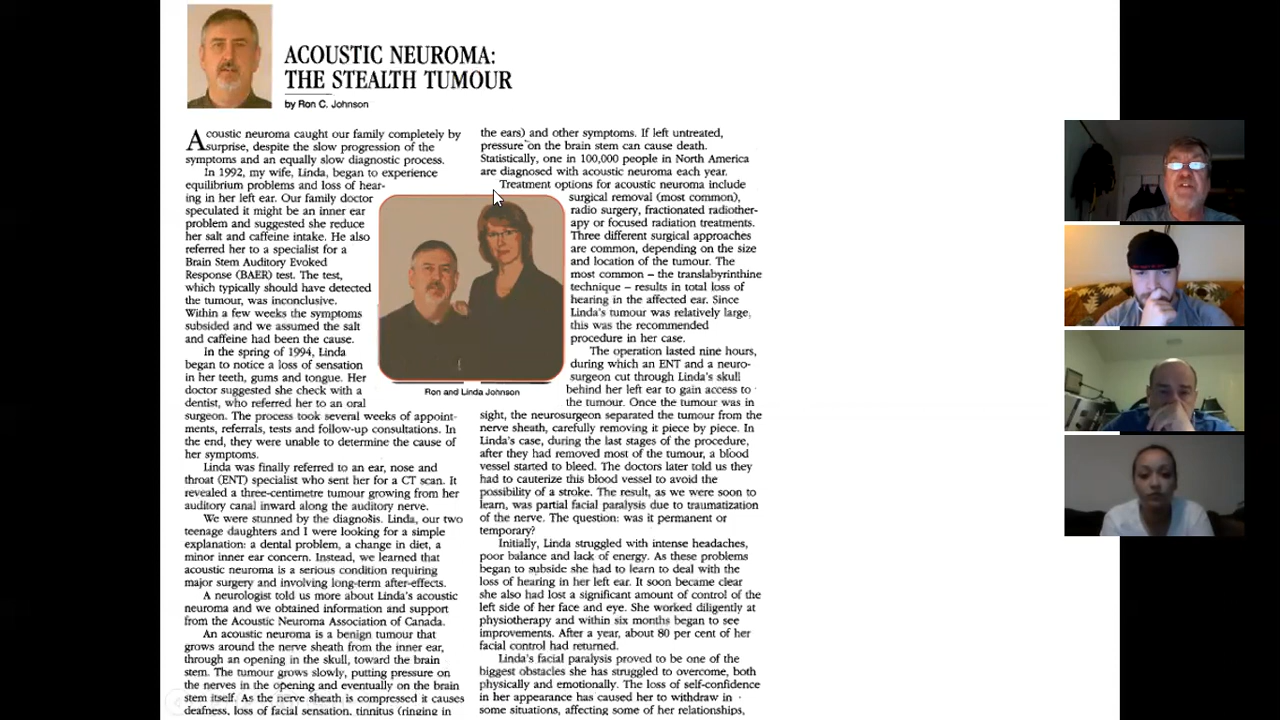 ACOUSTIC NEUROMA:
THE STEALTH TUMOUR
by Ron C. Johnson
Acoustic neuroma caught our family completely by
surprise, despite the slow progression of the
symptoms and an equally slow diagnostic process.
In 1992, my wife, Linda, began to experience
equilibrium problems and loss of hear-
ing in her left ear. Our family doctor
speculated it might be an inner ear
problem and suggested she reduce
her salt and caffeine intake. He also
referred her to a specialist for a
Brain Stem Auditory Evoked
Response (BAER) test. The test,
which typically should have detected
the tumour, was inconclusive.
Within a few weeks the symptoms
subsided and we assumed the salt
and caffeine had been the cause.
In the spring of 1994, Linda
began to notice a loss of sensation
in her teeth, gums and tongue. Her
doctor suggested she check with a
dentist, who referred her to an oral
surgeon. The process took several weeks of appoint-
ments, referrals, tests and follow-up consultations. In
the end, they were unable to determine the cause of
her symptoms.
Linda was finally referred to an ear, nose and
throat (ENT) specialist who sent her for a CT scan. It
revealed a three-centimetre tumour growing from her
auditory canal inward along the auditory nerve.
We were stunned by the diagnosis. Linda, our two
teenage daughters and I were looking for a simple
explanation: a dental problem, a change in diet, a
minor inner ear concern. Instead, we learned that
acoustic neuroma is a serious condition requiring
major surgery and involving long-term after-effects.
A neurologist told us more about Linda's acoustic
neuroma and we obtained information and support
from the Acoustic Neuroma Association of Canada.
An acoustic neuroma is a benign tumour that
grows around the nerve sheath from the inner ear,
through an opening in the skull, toward the brain
stem. The tumour grows slowly, putting pressure on
the nerves in the opening and eventually on the brain
stem itself. As the nerve sheath is compressed it causes
deafness, loss of facial sensation, tinnitus (ringing in
the ears) and other symptoms. If left untreated,
pressure on the brain stem can cause death.
Statistically, one in 100,000 people in North America
are diagnosed with acoustic neuroma each year.
Treatment options for acoustic neuroma include
surgical removal (most common),
radio surgery, fractionated radiother-
apy or focused radiation treatments.
Three different surgical approaches
are common, depending on the size
and location of the tumour. The
most common – the translabyrinthine
technique – results in total loss of
hearing in the affected ear. Since
Linda's tumour was relatively large,
this was the recommended
procedure in her case.
The operation lasted nine hours,
during which an ENT and a neuro-
surgeon cut through Linda's skull
behind her left ear to gain access to
the tumour. Once the tumour was in
sight, the neurosurgeon separated the tumour from the
nerve sheath, carefully removing it piece by piece. In
Linda's case, during the last stages of the procedure,
after they had removed most of the tumour, a blood
vessel started to bleed. The doctors later told us they
had to cauterize this blood vessel to avoid the
possibility of a stroke. The result, as we were soon to
learn, was partial facial paralysis due to traumatization
of the nerve. The question: was it permanent or
temporary?
Initially, Linda struggled with intense headaches,
poor balance and lack of energy. As these problems
began to subside she had to learn to deal with the
loss of hearing in her left ear. It soon became clear
she also had lost a significant amount of control of the
left side of her face and eye. She worked diligently at
physiotherapy and within six months began to see
improvements. After a year, about 80 per cent of her
facial control had returned.
Linda's facial paralysis proved to be one of the
biggest obstacles she has struggled to overcome, both
physically and emotionally. The loss of self-confidence
in her appearance has caused her to withdraw in
some situations, affecting some of her relationships,
Ron and Linda Johnson